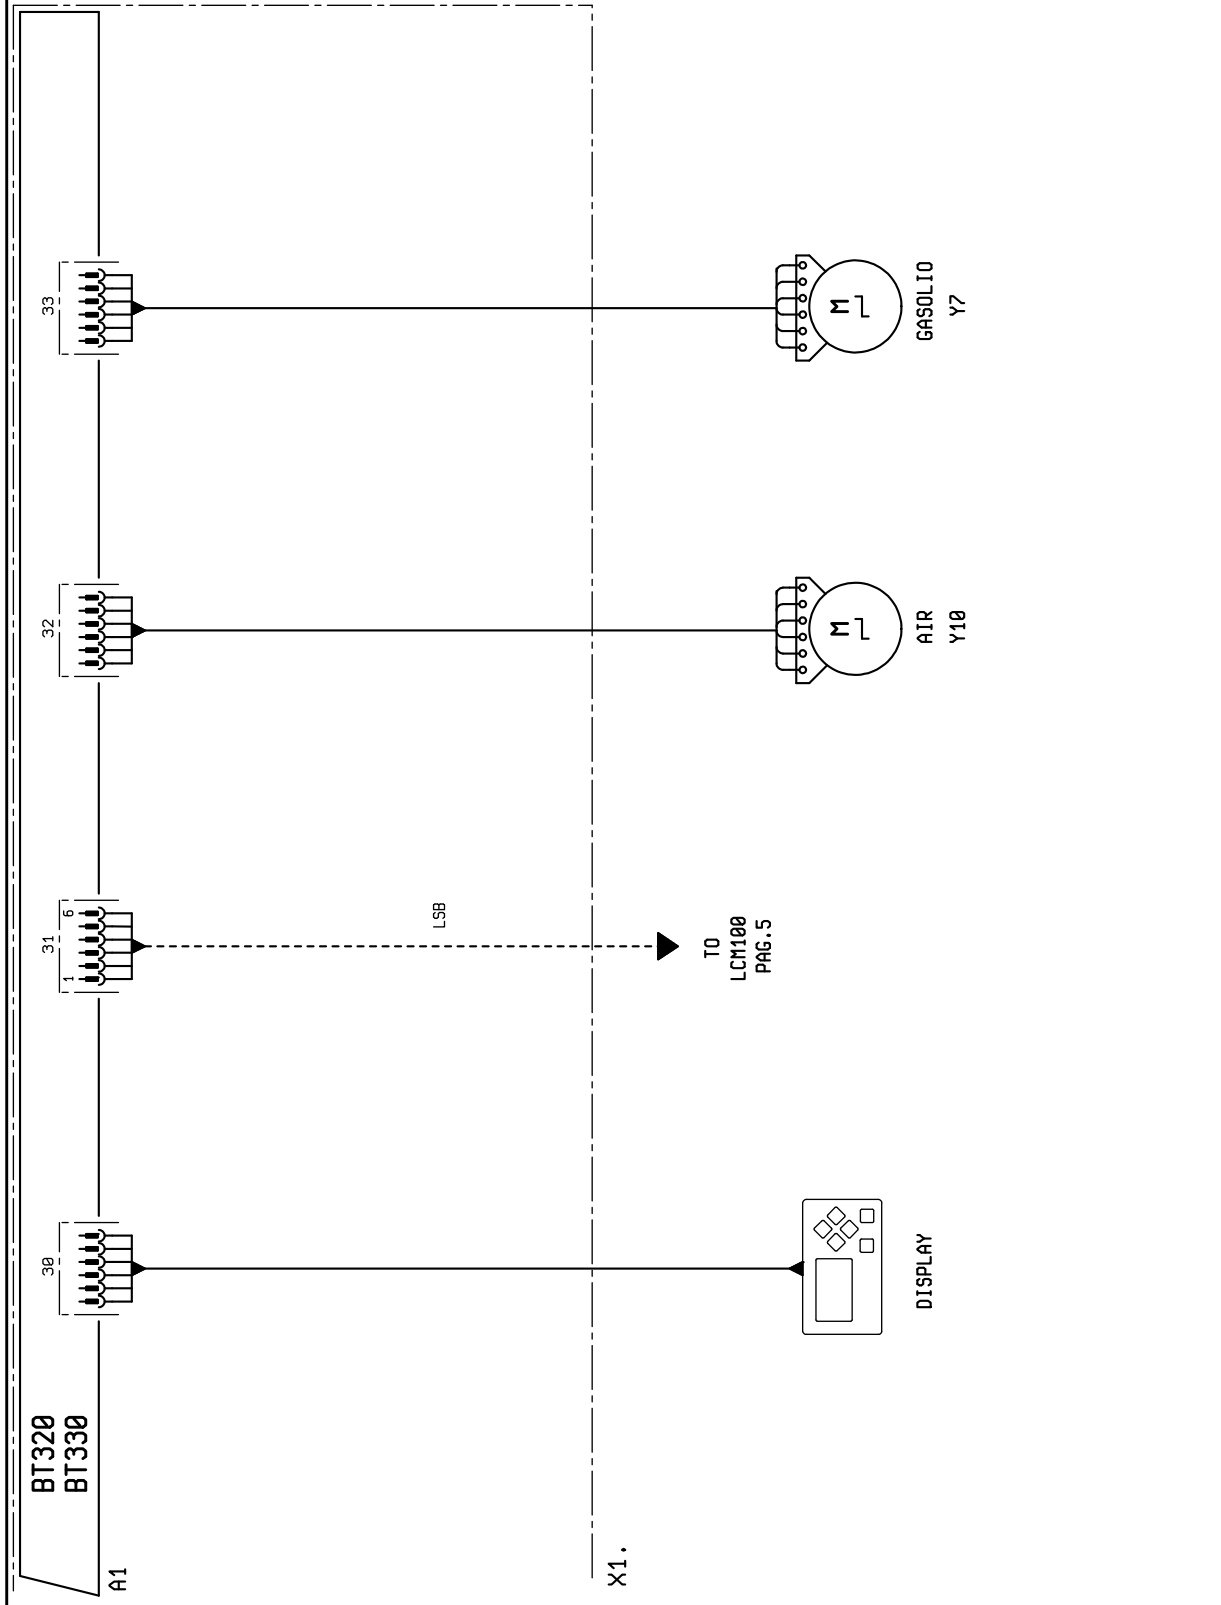 BT320
BT330
A1
30
31
1
6
32
33
LSB
X1.
TO
LCM100
PAG.5
DISPLAY
AIR
Y10
GASOLIO
Y7
M
M